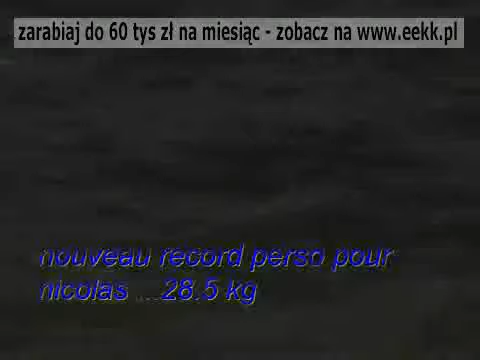 zarabiaj do 60 tys zł na miesiąc - zobacz na www.eekk.pl
nouveau record perso pour
nicolas ...28.5 kg